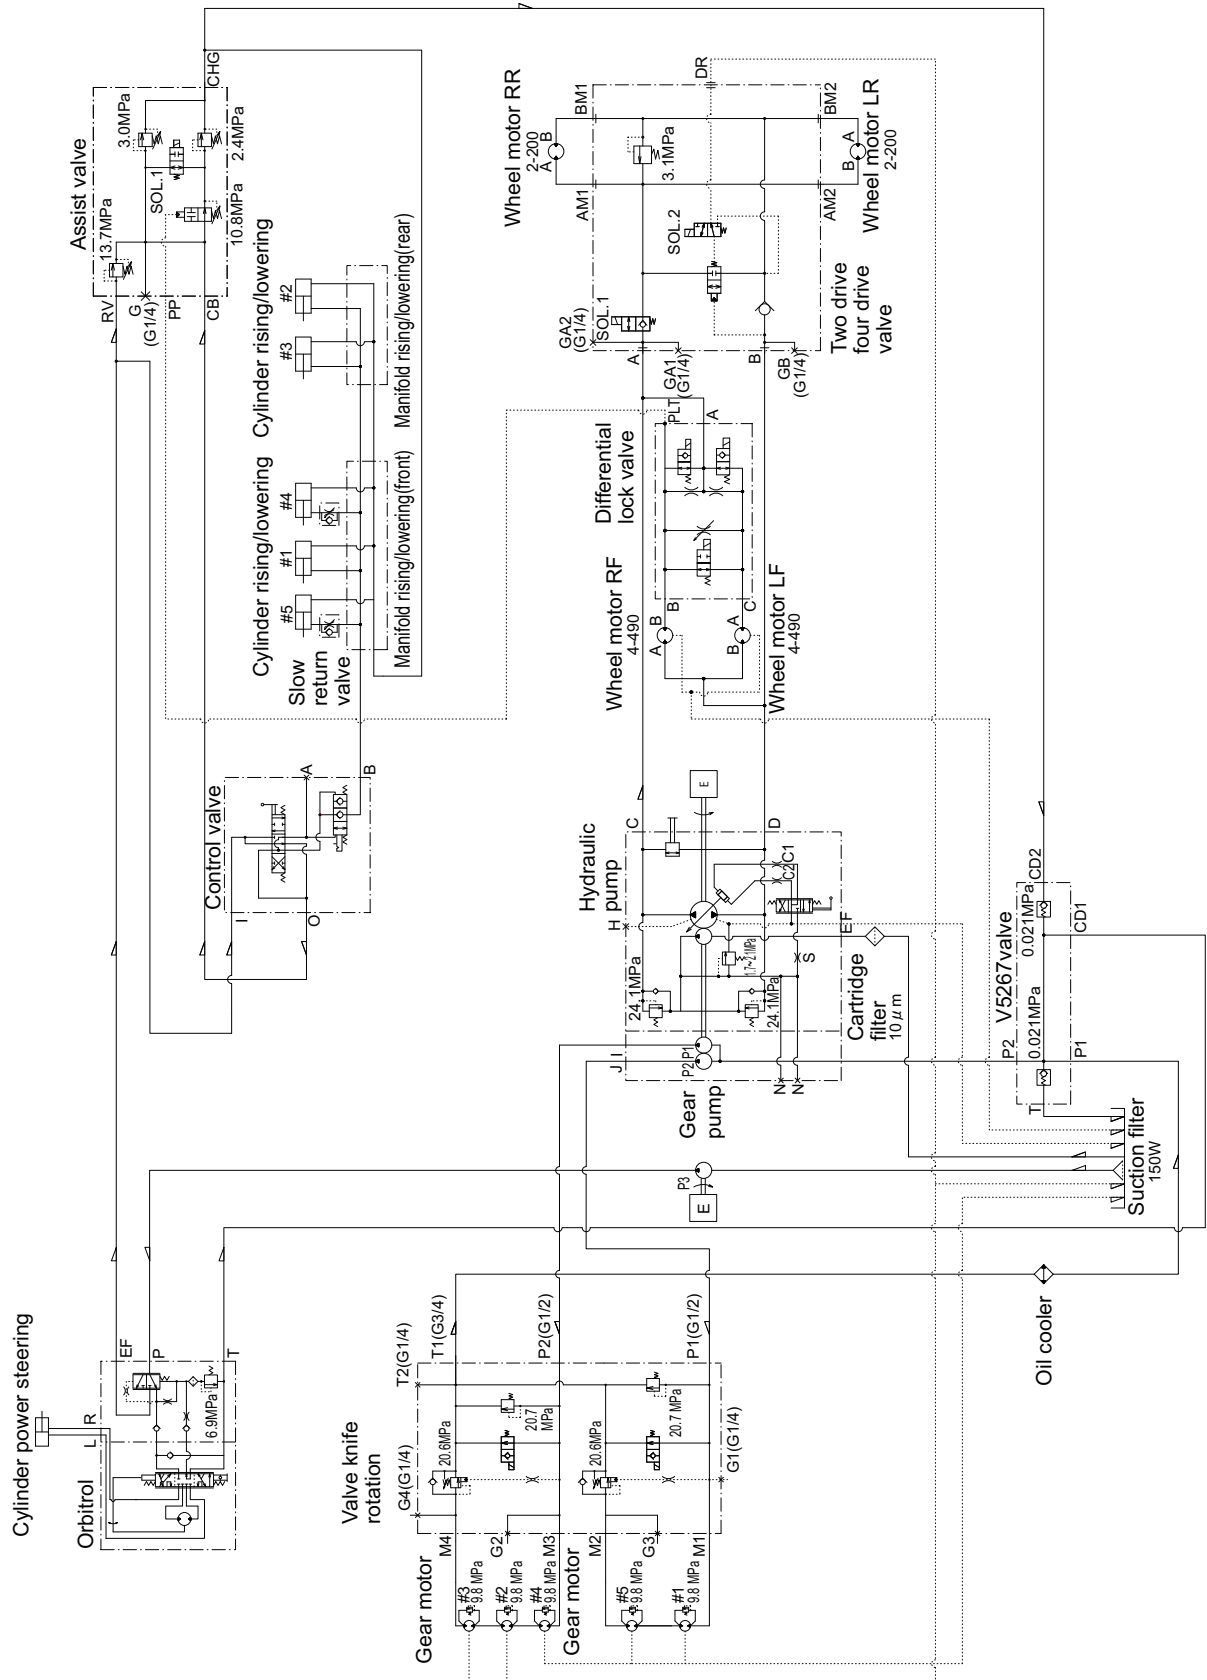 Assist valve
CHG
3.0MPa
2.4MPa
SOL.1
13.7MPa
10.8MPa
RV
G
(G1/4)
PP
CB
Cylinder rising/lowering
#2
#3
Manifold rising/lowering(rear)
Cylinder rising/lowering
#4
#1
#5
Manifold rising/lowering(front)
Slow
return
valve
Control valve
A
B
I
O
Wheel motor RR
2-200
A
B
BM1
AM1
DR
3.1MPa
SOL.2
SOL.1
BM2
AM2
A
B
Wheel motor LR
2-200
GA2
(G1/4)
A
GA1
(G1/4)
B
GB
(G1/4)
Two drive
four drive
valve
Differential
lock valve
PLT
A
B
C
Wheel motor RF
4-490
A
B
B
A
Wheel motor LF
4-490
Hydraulic
pump
E
C
D
H
C2
C1
EF
S
1.7~2.1MPa
24.1MPa
24.1MPa
Cartridge
filter
10μm
J
I
P2
P1
N
N
Gear
pump
V5267valve
CD2
0.021MPa
CD1
P2
0.021MPa
P1
T
Suction filter
150W
P3
E
Oil cooler
Cylinder power steering
EF
P
T
L
R
6.9MPa
Orbitrol
Valve knife
rotation
T2(G1/4)
T1(G3/4)
P2(G1/2)
P1(G1/2)
G4(G1/4)
20.6MPa
20.7
MPa
20.6MPa
20.7 MPa
G1(G1/4)
M4
G2
M3
M2
G3
M1
Gear motor
#3
9.8 MPa
#2
9.8 MPa
#4
9.8 MPa
Gear motor
#5
9.8 MPa
#1
9.8 MPa